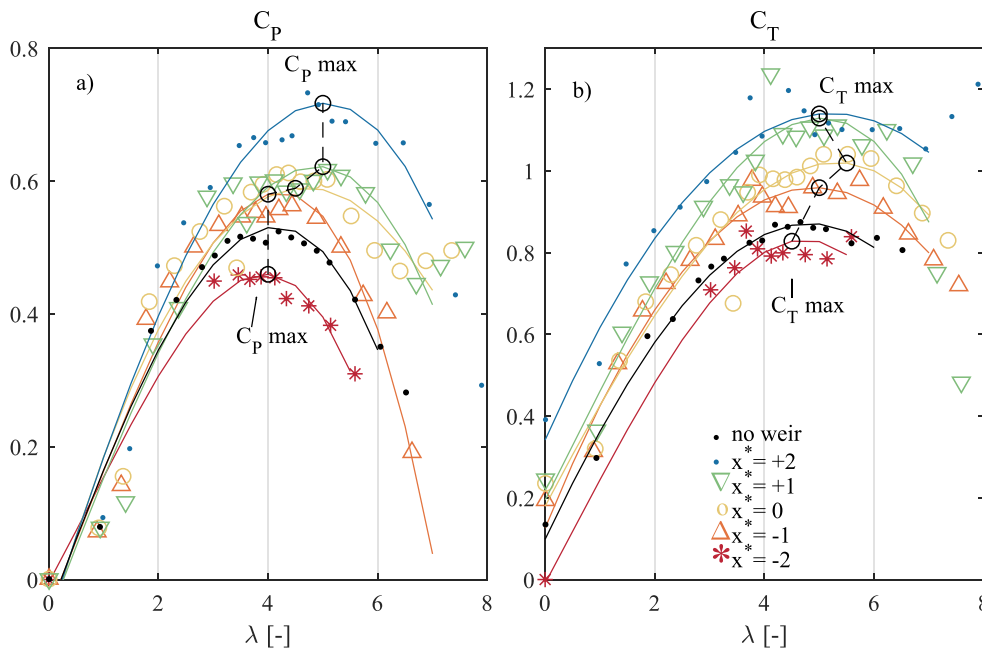 C_P
C_T
a)
b)
C_P max
C_P max
C_T max
C_T max
0.8
0.6
0.4
0.2
0
0 2 4 6 8
λ [-]
1.2
1
0.8
0.6
0.4
0.2
0
0 2 4 6 8
λ [-]
no weir
x^*= +2
x^*= +1
x^*= 0
x^*= -1
x^*= -2